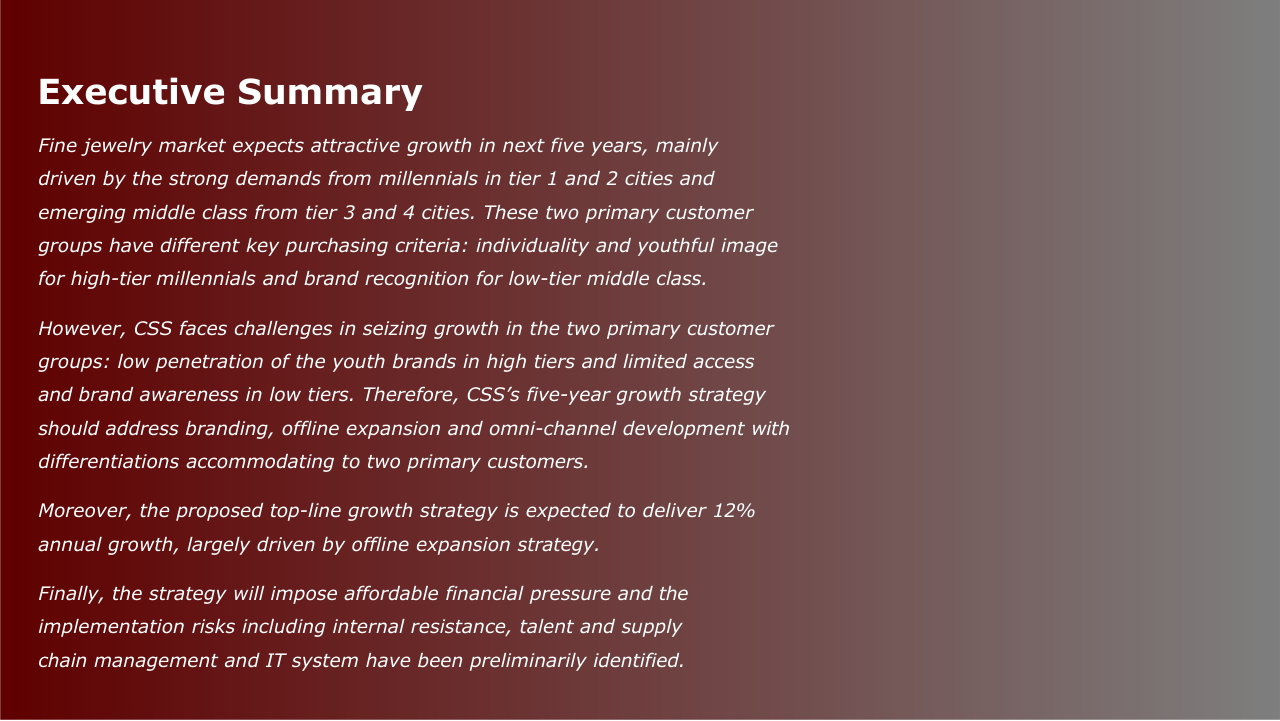 Executive Summary
Fine jewelry market expects attractive growth in next five years, mainly
driven by the strong demands from millennials in tier 1 and 2 cities and
emerging middle class from tier 3 and 4 cities. These two primary customer
groups have different key purchasing criteria: individuality and youthful image
for high-tier millennials and brand recognition for low-tier middle class.
However, CSS faces challenges in seizing growth in the two primary customer
groups: low penetration of the youth brands in high tiers and limited access
and brand awareness in low tiers. Therefore, CSS’s five-year growth strategy
should address branding, offline expansion and omni-channel development with
differentiations accommodating to two primary customers.
Moreover, the proposed top-line growth strategy is expected to deliver 12%
annual growth, largely driven by offline expansion strategy.
Finally, the strategy will impose affordable financial pressure and the
implementation risks including internal resistance, talent and supply
chain management and IT system have been preliminarily identified.